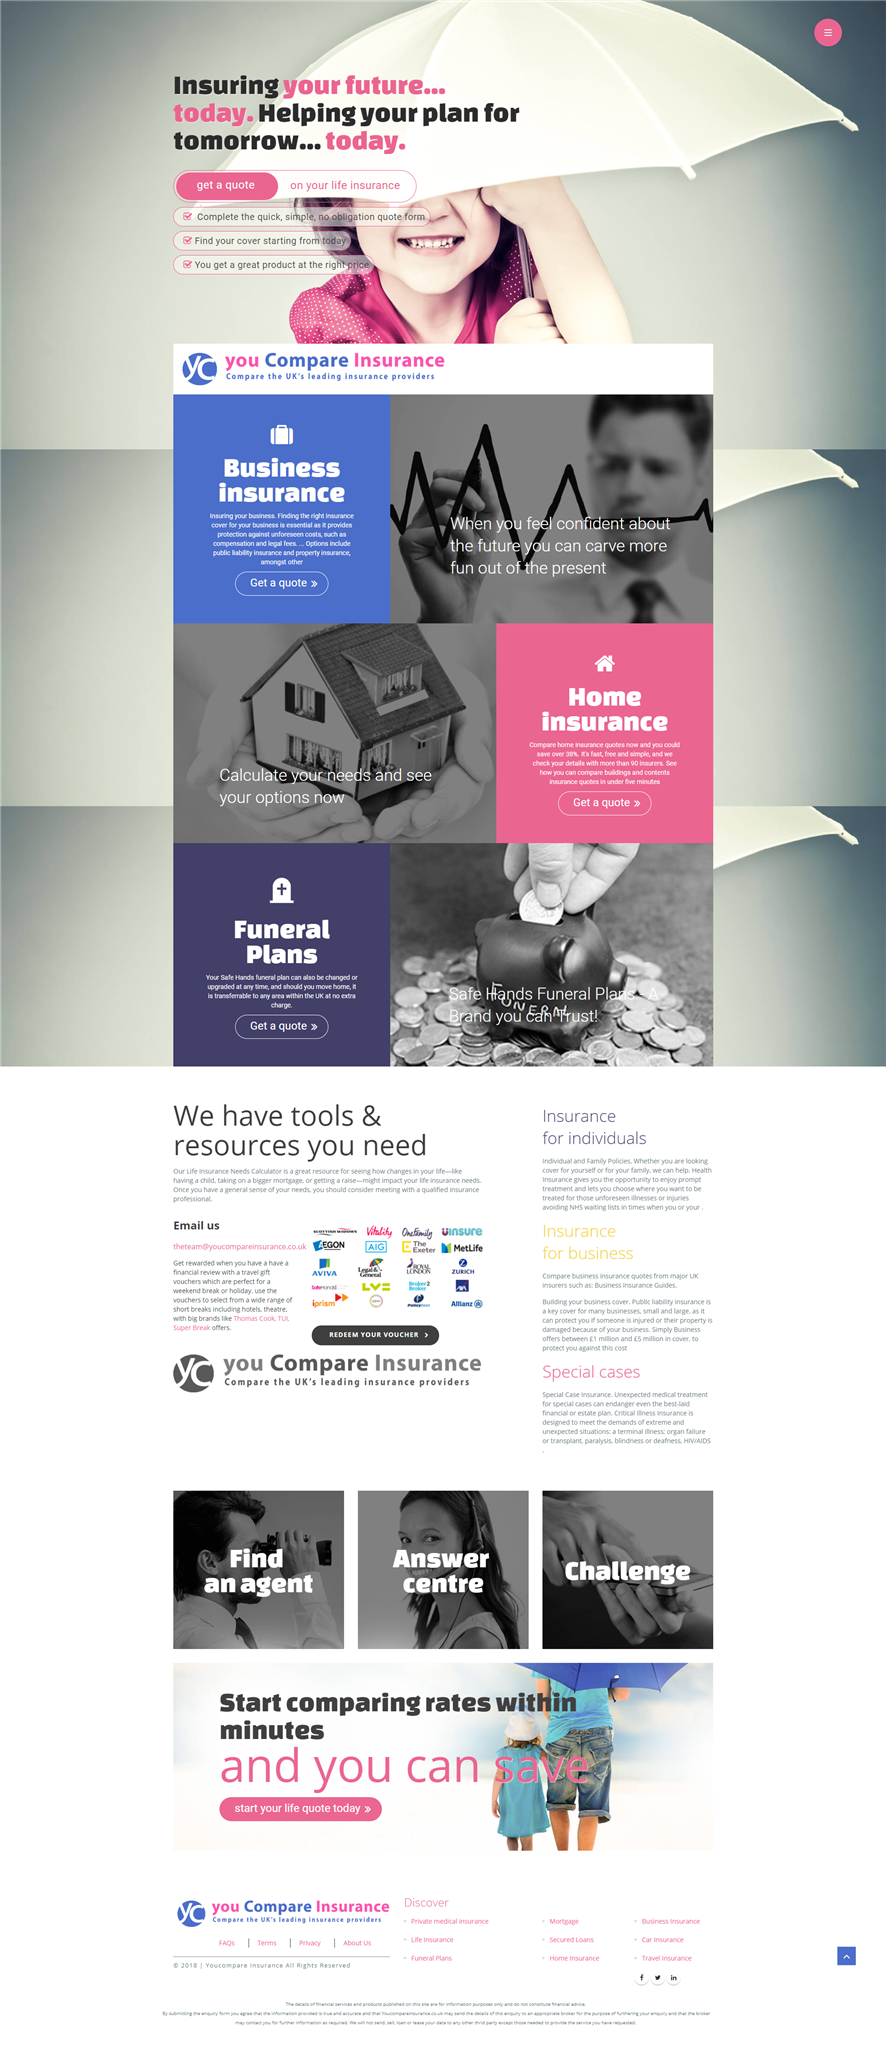 Insuring your future...
today. Helping your plan for
tomorrow... today.
get a quote on your life insurance
Complete the quick, simple, no obligation quote form
Find your cover starting from today
You get a great product at the right price
yc you Compare Insurance
Compare the UK's leading insurance providers
Business
insurance
Insuring your business. Finding the right insurance
cover for your business is essential as it provides
protection against unforeseen costs, such as
compensation and legal fees. ... Options include
public liability insurance and property insurance,
amongst other
Get a quote »
When you feel confident about
the future you can carve more
fun out of the present
Calculate your needs and see
your options now
Home
insurance
Compare home insurance quotes now and you could
save over 38%. It's fast, free and simple, and we
check your details with more than 90 insurers. See
how you can compare buildings and contents
insurance quotes in under five minutes
Get a quote »
Funeral
Plans
Your Safe Hands funeral plan can also be changed or
upgraded at any time, and should you move home, it
is transferrable to any area within the UK at no extra
charge.
Get a quote »
Safe Hands Funeral Plans - A
Brand you can Trust!
FUNERAL
We have tools &
resources you need
Our Life Insurance Needs Calculator is a great resource for seeing how changes in your life—like
having a child, taking on a bigger mortgage, or getting a raise—might impact your life insurance needs.
Once you have a general sense of your needs, you should consider meeting with a qualified insurance
professional.
Email us
theteam@youcompareinsurance.co.uk
Get rewarded when you have a have a
financial review with a travel gift
vouchers which are perfect for a
weekend break or holiday. use the
vouchers to select from a wide range of
short breaks including hotels, theatre,
with big brands like Thomas Cook, TUI,
Super Break offers.
SCOTTISH WIDOWS Vitality OneFamily uinsure
AEGON AIG The Exeter MetLife
AVIVA Legal & General ROYAL LONDON ZURICH
SafeHands LV= Broker2Broker AXA
iprism Policyfast Allianz
REDEEM YOUR VOUCHER
yc you Compare Insurance
Compare the UK's leading insurance providers
Insurance
for individuals
Individual and Family Policies. Whether you are looking
cover for yourself or for your family, we can help. Health
Insurance gives you the opportunity to enjoy prompt
treatment and lets you choose where you want to be
treated for those unforeseen illnesses or injuries
avoiding NHS waiting lists in times when you or your .
Insurance
for business
Compare business insurance quotes from major UK
insurers such as: Business Insurance Guides,
Building your business cover. Public liability insurance is
a key cover for many businesses, small and large, as it
can protect you if someone is injured or their property is
damaged because of your business. Simply Business
offers between £1 million and £5 million in cover, to
protect you against this cost
Special cases
Special Case Insurance. Unexpected medical treatment
for special cases can endanger even the best-laid
financial or estate plan. Critical Illness Insurance is
designed to meet the demands of extreme and
unexpected situations: a terminal illness; organ failure
or transplant, paralysis, blindness or deafness, HIV/AIDS
.
Find
an agent
Answer
centre
Challenge
Start comparing rates within
minutes
and you can save
start your life quote today »
yc you Compare Insurance
Compare the UK's leading insurance providers
FAQs | Terms | Privacy | About Us
© 2018 | Youcompare Insurance All Rights Reserved
Discover
Private medical insurance Mortgage Business Insurance
Life Insurance Secured Loans Car Insurance
Funeral Plans Home Insurance Travel Insurance
The details of financial services and products published on this site are for information purposes only and do not constitute financial advice.
By submitting the enquiry form you agree that the information provided is true and accurate and that Youcompareinsurance.co.uk may send the details of this enquiry to an appropriate broker for the purpose of furthering your enquiry and that the broker
may contact you for further information as required. We will not send, sell, loan or lease your data to any other third party except those needed to provide the service you have requested.